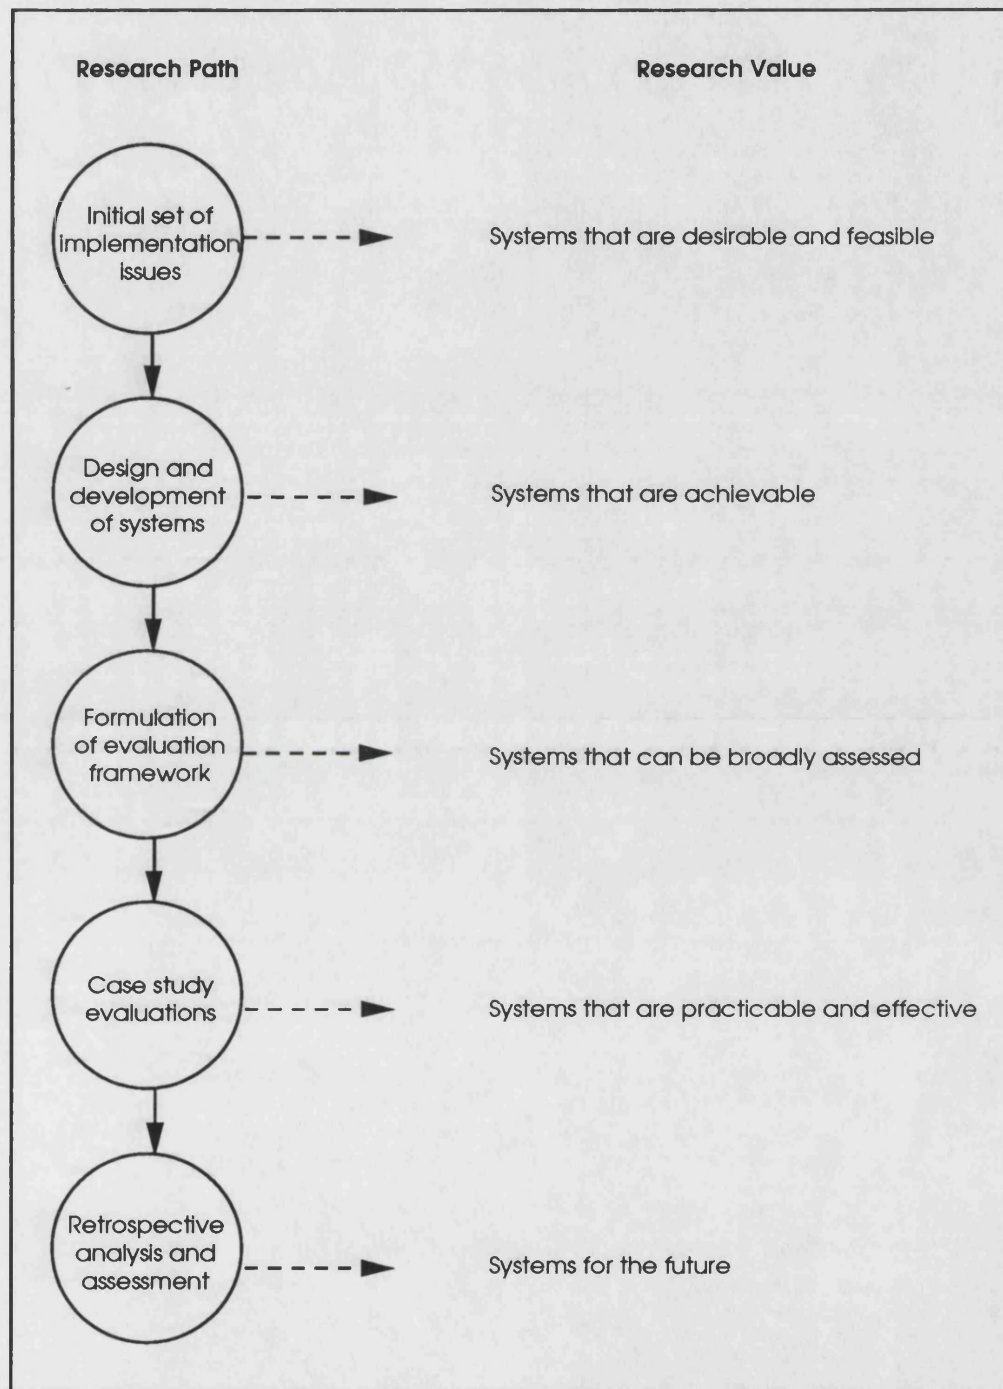 Research Path
Research Value
Initial set of
implementation
issues
Systems that are desirable and feasible
Design and
development
of systems
Systems that are achievable
Formulation
of evaluation
framework
Systems that can be broadly assessed
Case study
evaluations
Systems that are practicable and effective
Retrospective
analysis and
assessment
Systems for the future